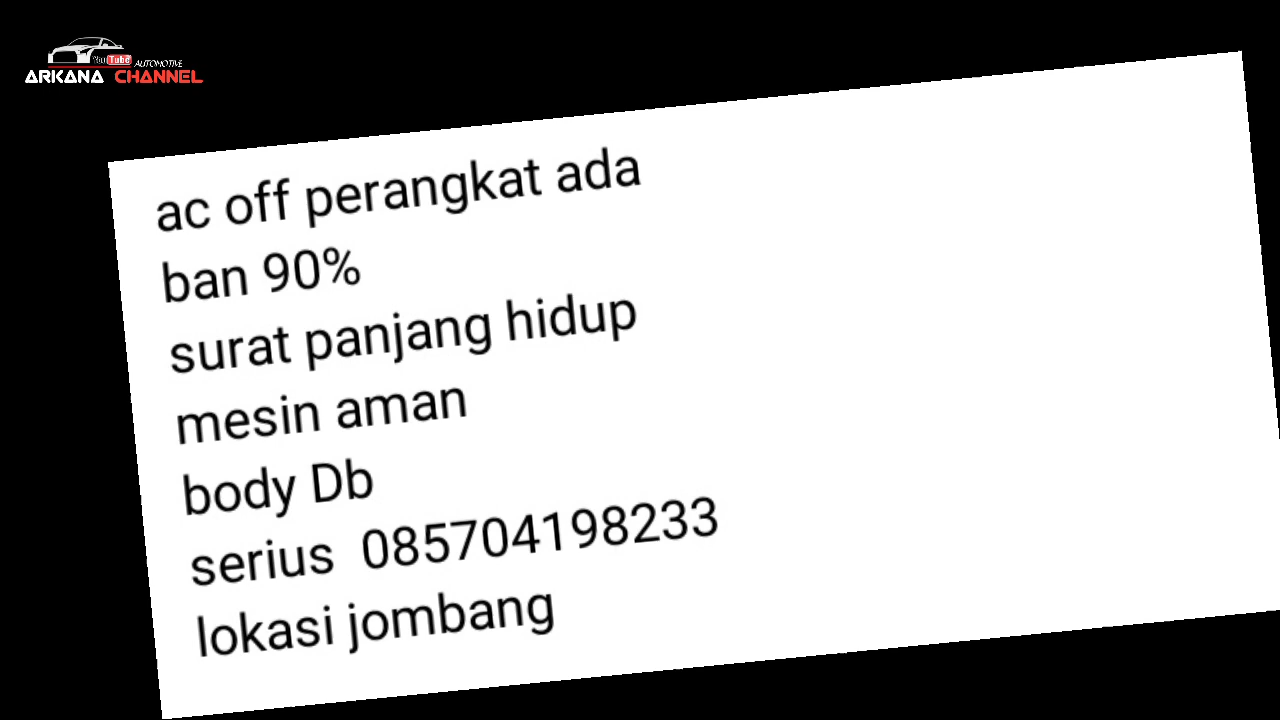 YouTube AUTOMOTIVE
ARKANA CHANNEL
ac off perangkat ada
ban 90%
surat panjang hidup
mesin aman
body Db
serius 085704198233
lokasi jombang